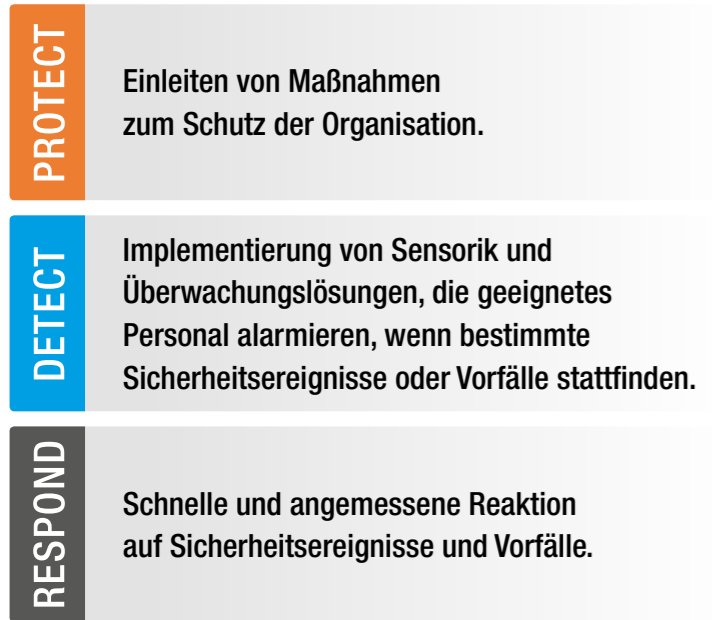 PROTECT
Einleiten von Maßnahmen
zum Schutz der Organisation.
DETECT
Implementierung von Sensorik und
Überwachungslösungen, die geeignetes
Personal alarmieren, wenn bestimmte
Sicherheitsereignisse oder Vorfälle stattfinden.
RESPOND
Schnelle und angemessene Reaktion
auf Sicherheitsereignisse und Vorfälle.